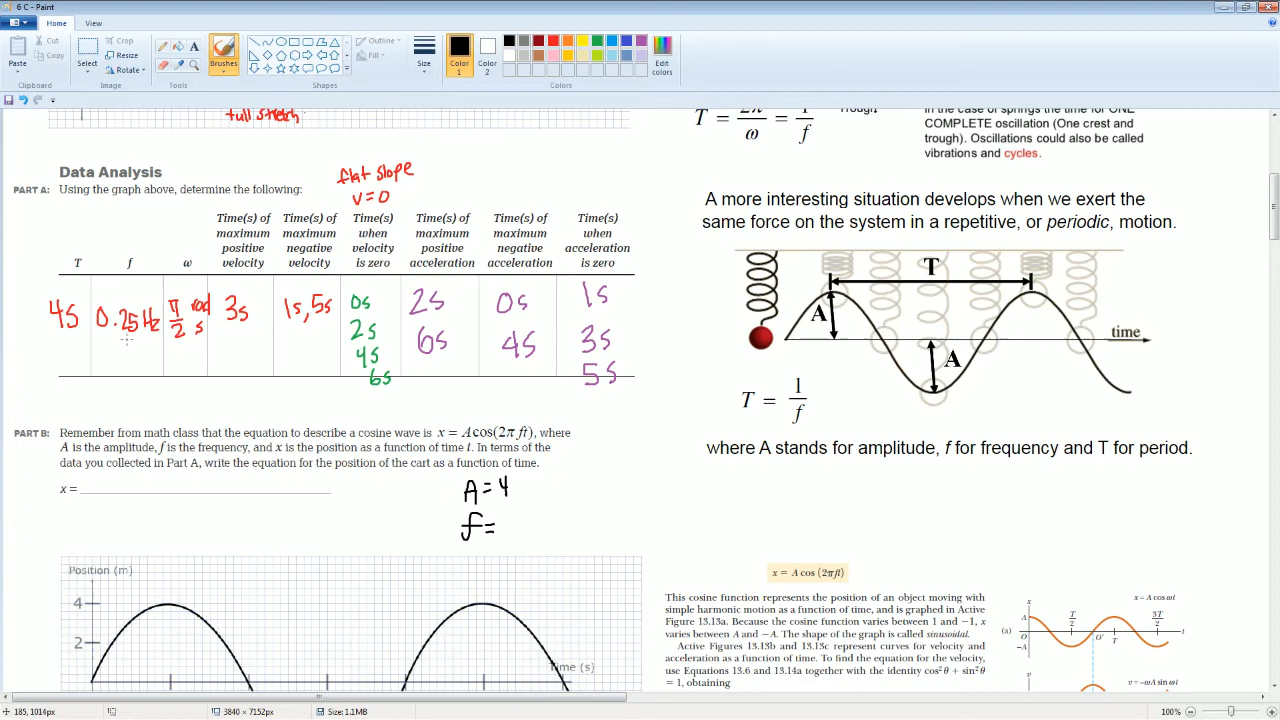 6 C - Paint
Home
View
Cut
Copy
Paste
Clipboard
Crop
Resize
Rotate
Select
Image
A
Tools
Brushes
Outline
Fill
Shapes
Size
Color 1
Color 2
Edit colors
Colors
full stretch
Data Analysis
PART A: Using the graph above, determine the following:
flat slope
v = 0
T
f
ω
Time(s) of maximum positive velocity
Time(s) of maximum negative velocity
Time(s) when velocity is zero
Time(s) of maximum positive acceleration
Time(s) of maximum negative acceleration
Time(s) when acceleration is zero
4s
0.25 Hz
π/2 rad/s
3s
1s, 5s
0s
2s
4s
6s
2s
6s
0s
4s
1s
3s
5s
PART B: Remember from math class that the equation to describe a cosine wave is x = A cos(2π ft), where
A is the amplitude, f is the frequency, and x is the position as a function of time t. In terms of the
data you collected in Part A, write the equation for the position of the cart as a function of time.
x =
A = 4
f =
Position (m)
4
2
Time (s)
T = 2π/ω = 1/f
Trough
in the case of springs the time for ONE
COMPLETE oscillation (One crest and
trough). Oscillations could also be called
vibrations and cycles.
A more interesting situation develops when we exert the
same force on the system in a repetitive, or periodic, motion.
T
A
A
time
T = 1/f
where A stands for amplitude, f for frequency and T for period.
x = A cos (2πft)
This cosine function represents the position of an object moving with
simple harmonic motion as a function of time, and is graphed in Active
Figure 13.13a. Because the cosine function varies between 1 and −1, x
varies between A and −A. The shape of the graph is called sinusoidal.
Active Figures 13.13b and 13.13c represent curves for velocity and
acceleration as a function of time. To find the equation for the velocity,
use Equations 13.6 and 13.14a together with the identity cos² θ + sin² θ
= 1, obtaining
x
x = A cos ωt
A
(a)
O
−A
T/2
O'
T
3T/2
t
v
v = −ωA sin ωt
185, 1014px
3840 × 7152px
Size: 1.1MB
100%